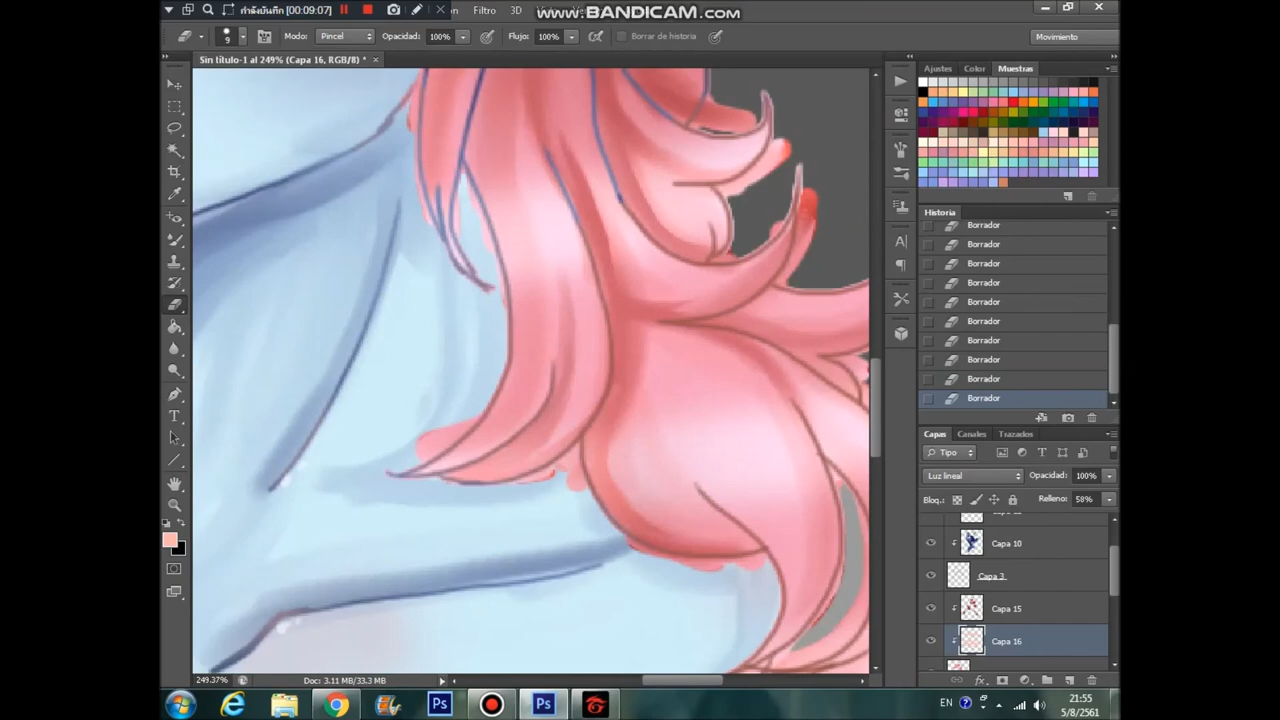 กำลังบันทึก [00:09:07]
ón Filtro 3D
www.BANDICAM.com
9 Modo: Pincel Opacidad: 100% Flujo: 100% Borrar de historia Movimiento
Sin título-1 al 249% (Capa 16, RGB/8) * ×
Ajustes Color Muestras
Historia
Borrador
Borrador
Borrador
Borrador
Borrador
Borrador
Borrador
Borrador
Borrador
Borrador
Capas Canales Trazados
Tipo
Luz lineal Opacidad: 100%
Bloq.: Relleno: 58%
Capa 10
Capa 3
Capa 15
Capa 16
249.37% Doc: 3.11 MB/33.3 MB
EN 21:55
5/8/2561